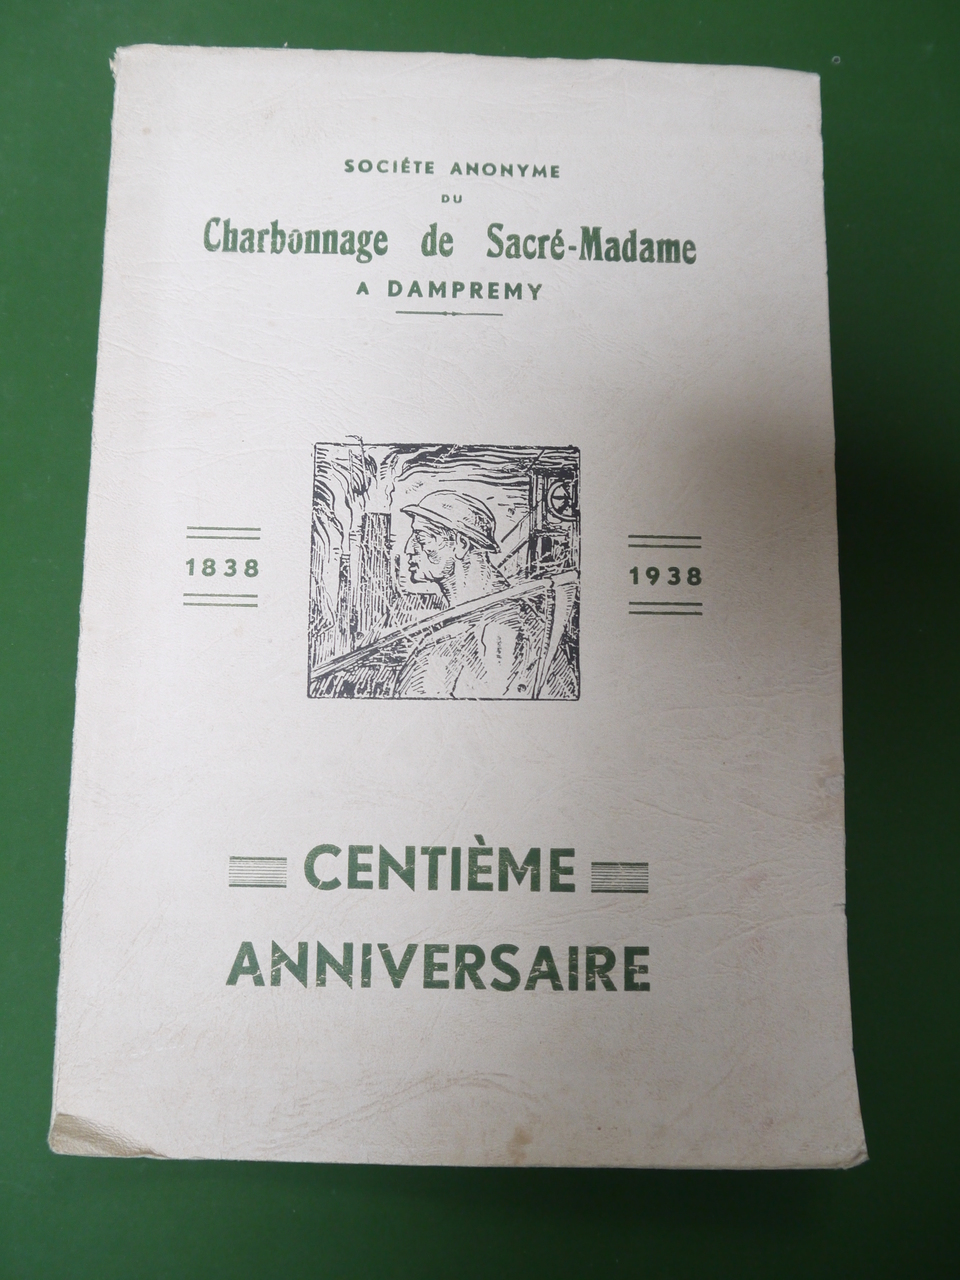 SOCIÉTE ANONYME
DU
Charbonnage de Sacré-Madame
A DAMPREMY
1838
1938
CENTIÈME
ANNIVERSAIRE